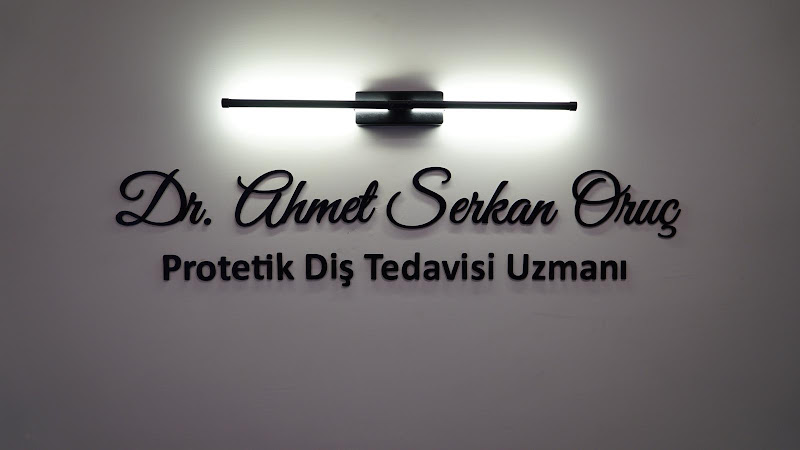 Dr. Ahmet Serkan Oruç
Protetik Diş Tedavisi Uzmanı